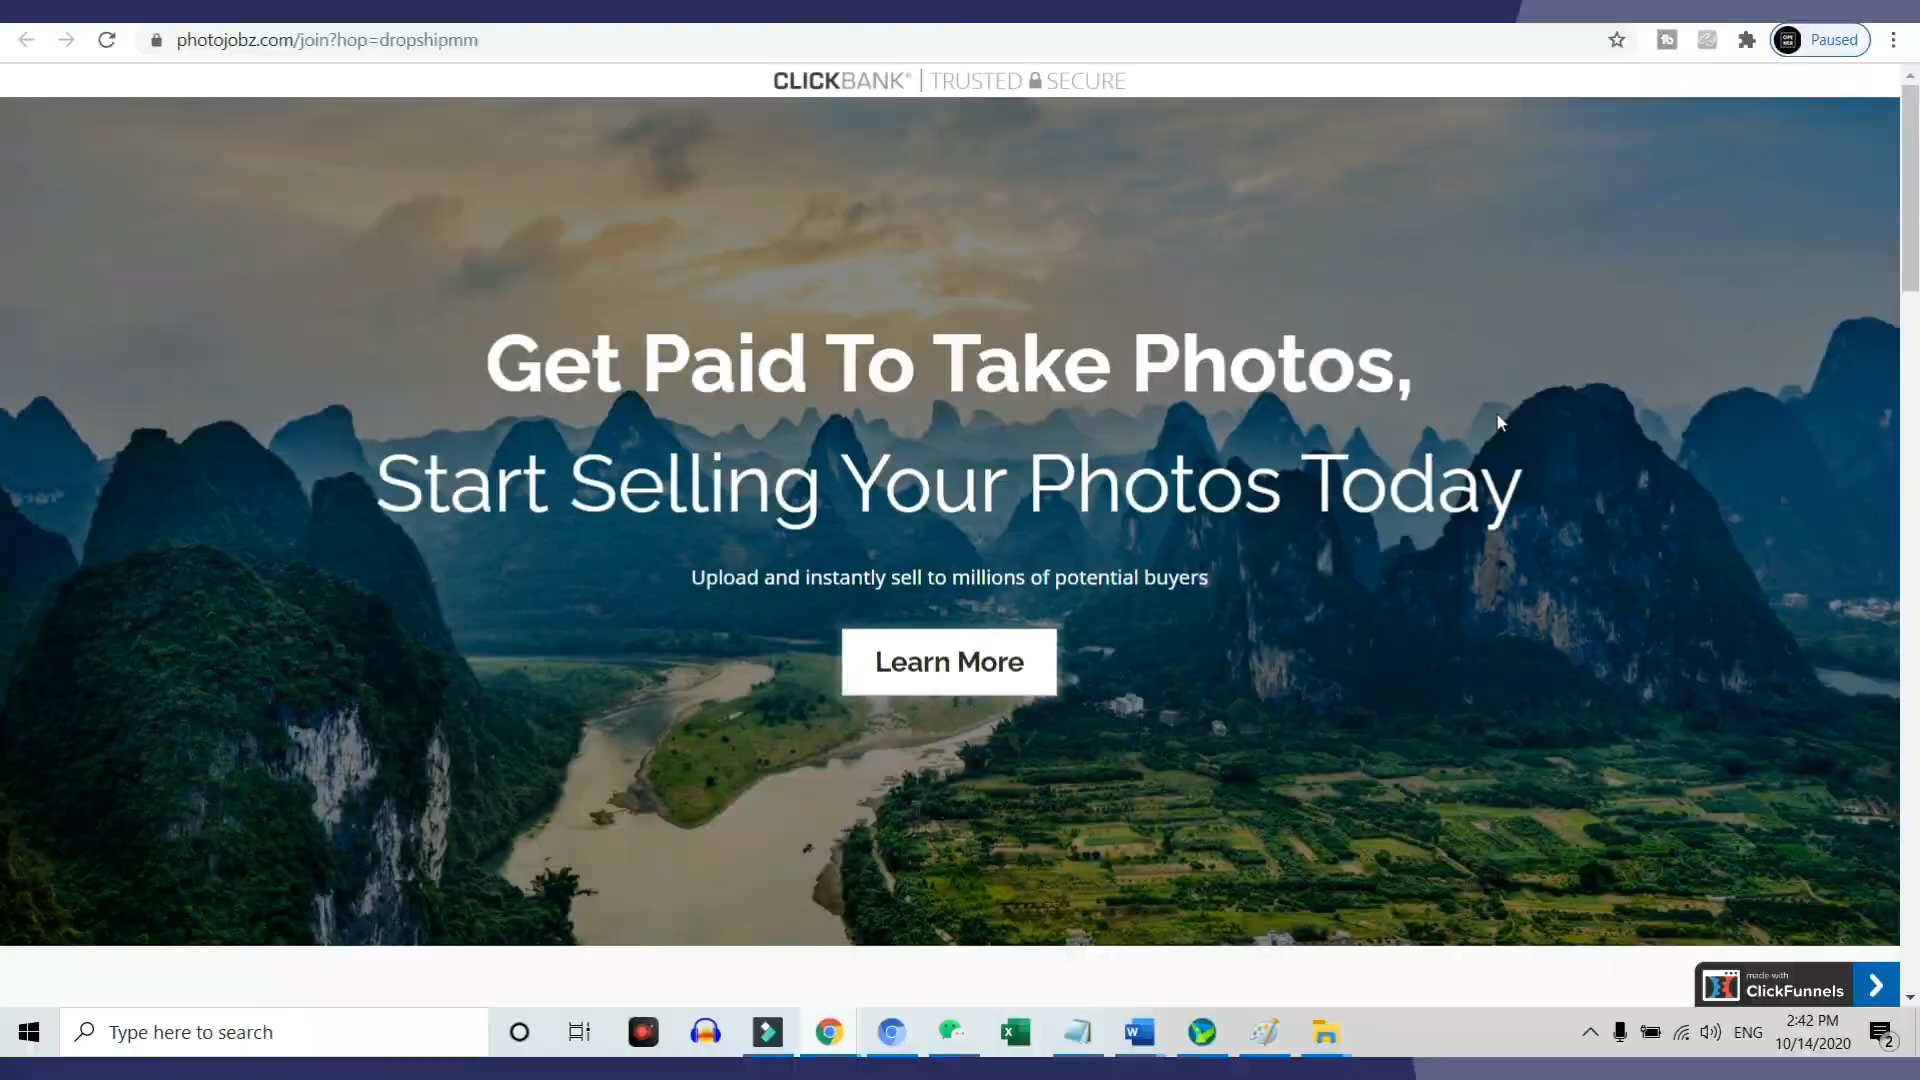 photojobz.com/join?hop=dropshipmm
Paused
CLICKBANK® | TRUSTED SECURE
Get Paid To Take Photos,
Start Selling Your Photos Today
Upload and instantly sell to millions of potential buyers
Learn More
made with
ClickFunnels
Type here to search
ENG
2:42 PM
10/14/2020
2